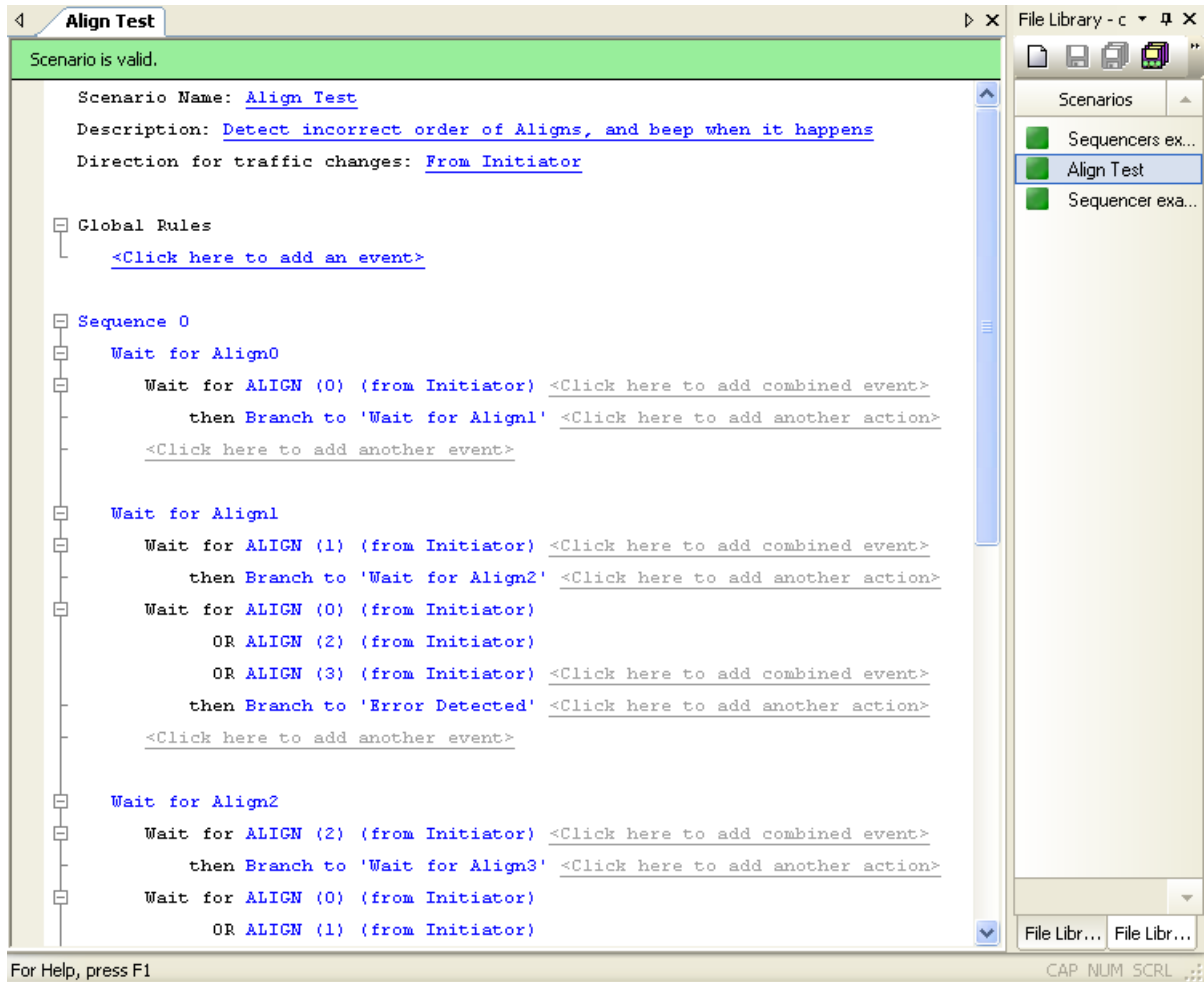 Align Test
File Library - c
Scenario is valid.
Scenario Name: Align Test
Description: Detect incorrect order of Aligns, and beep when it happens
Direction for traffic changes: From Initiator
Global Rules
<Click here to add an event>
Sequence 0
Wait for Align0
Wait for ALIGN (0) (from Initiator) <Click here to add combined event>
then Branch to 'Wait for Align1' <Click here to add another action>
<Click here to add another event>
Wait for Align1
Wait for ALIGN (1) (from Initiator) <Click here to add combined event>
then Branch to 'Wait for Align2' <Click here to add another action>
Wait for ALIGN (0) (from Initiator)
OR ALIGN (2) (from Initiator)
OR ALIGN (3) (from Initiator) <Click here to add combined event>
then Branch to 'Error Detected' <Click here to add another action>
<Click here to add another event>
Wait for Align2
Wait for ALIGN (2) (from Initiator) <Click here to add combined event>
then Branch to 'Wait for Align3' <Click here to add another action>
Wait for ALIGN (0) (from Initiator)
OR ALIGN (1) (from Initiator)
Scenarios
Sequencers ex...
Align Test
Sequencer exa...
File Libr... File Libr...
For Help, press F1
CAP NUM SCRL